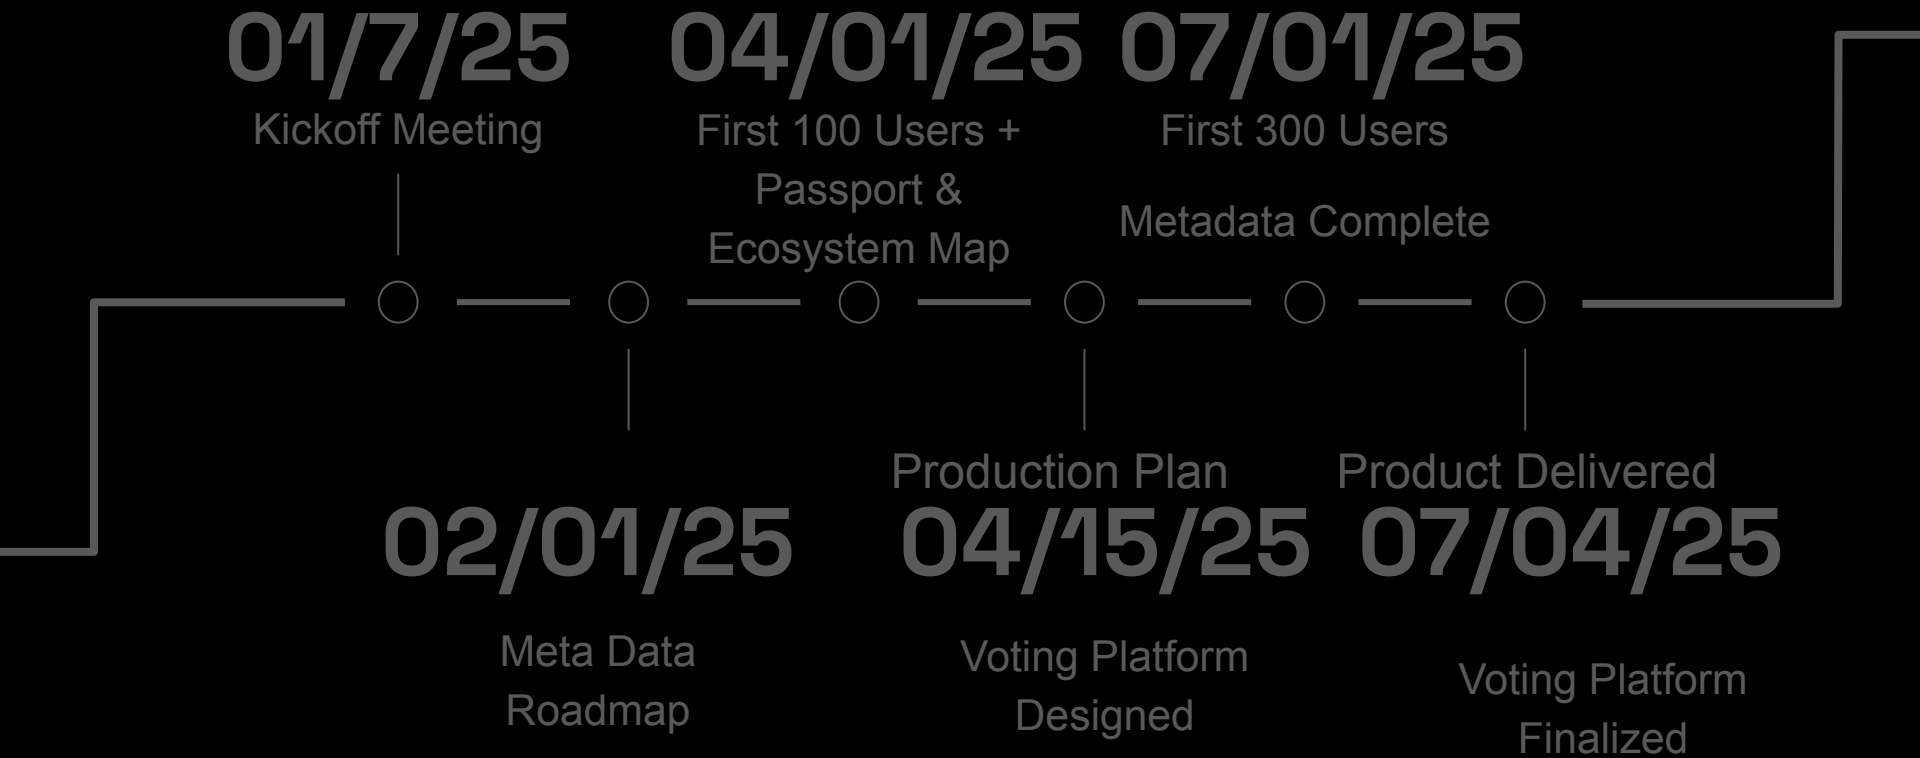 01/7/25
Kickoff Meeting
04/01/25
First 100 Users +
Passport &
Ecosystem Map
07/01/25
First 300 Users
Metadata Complete
02/01/25
Meta Data
Roadmap
Production Plan
04/15/25
Voting Platform
Designed
Product Delivered
07/04/25
Voting Platform
Finalized